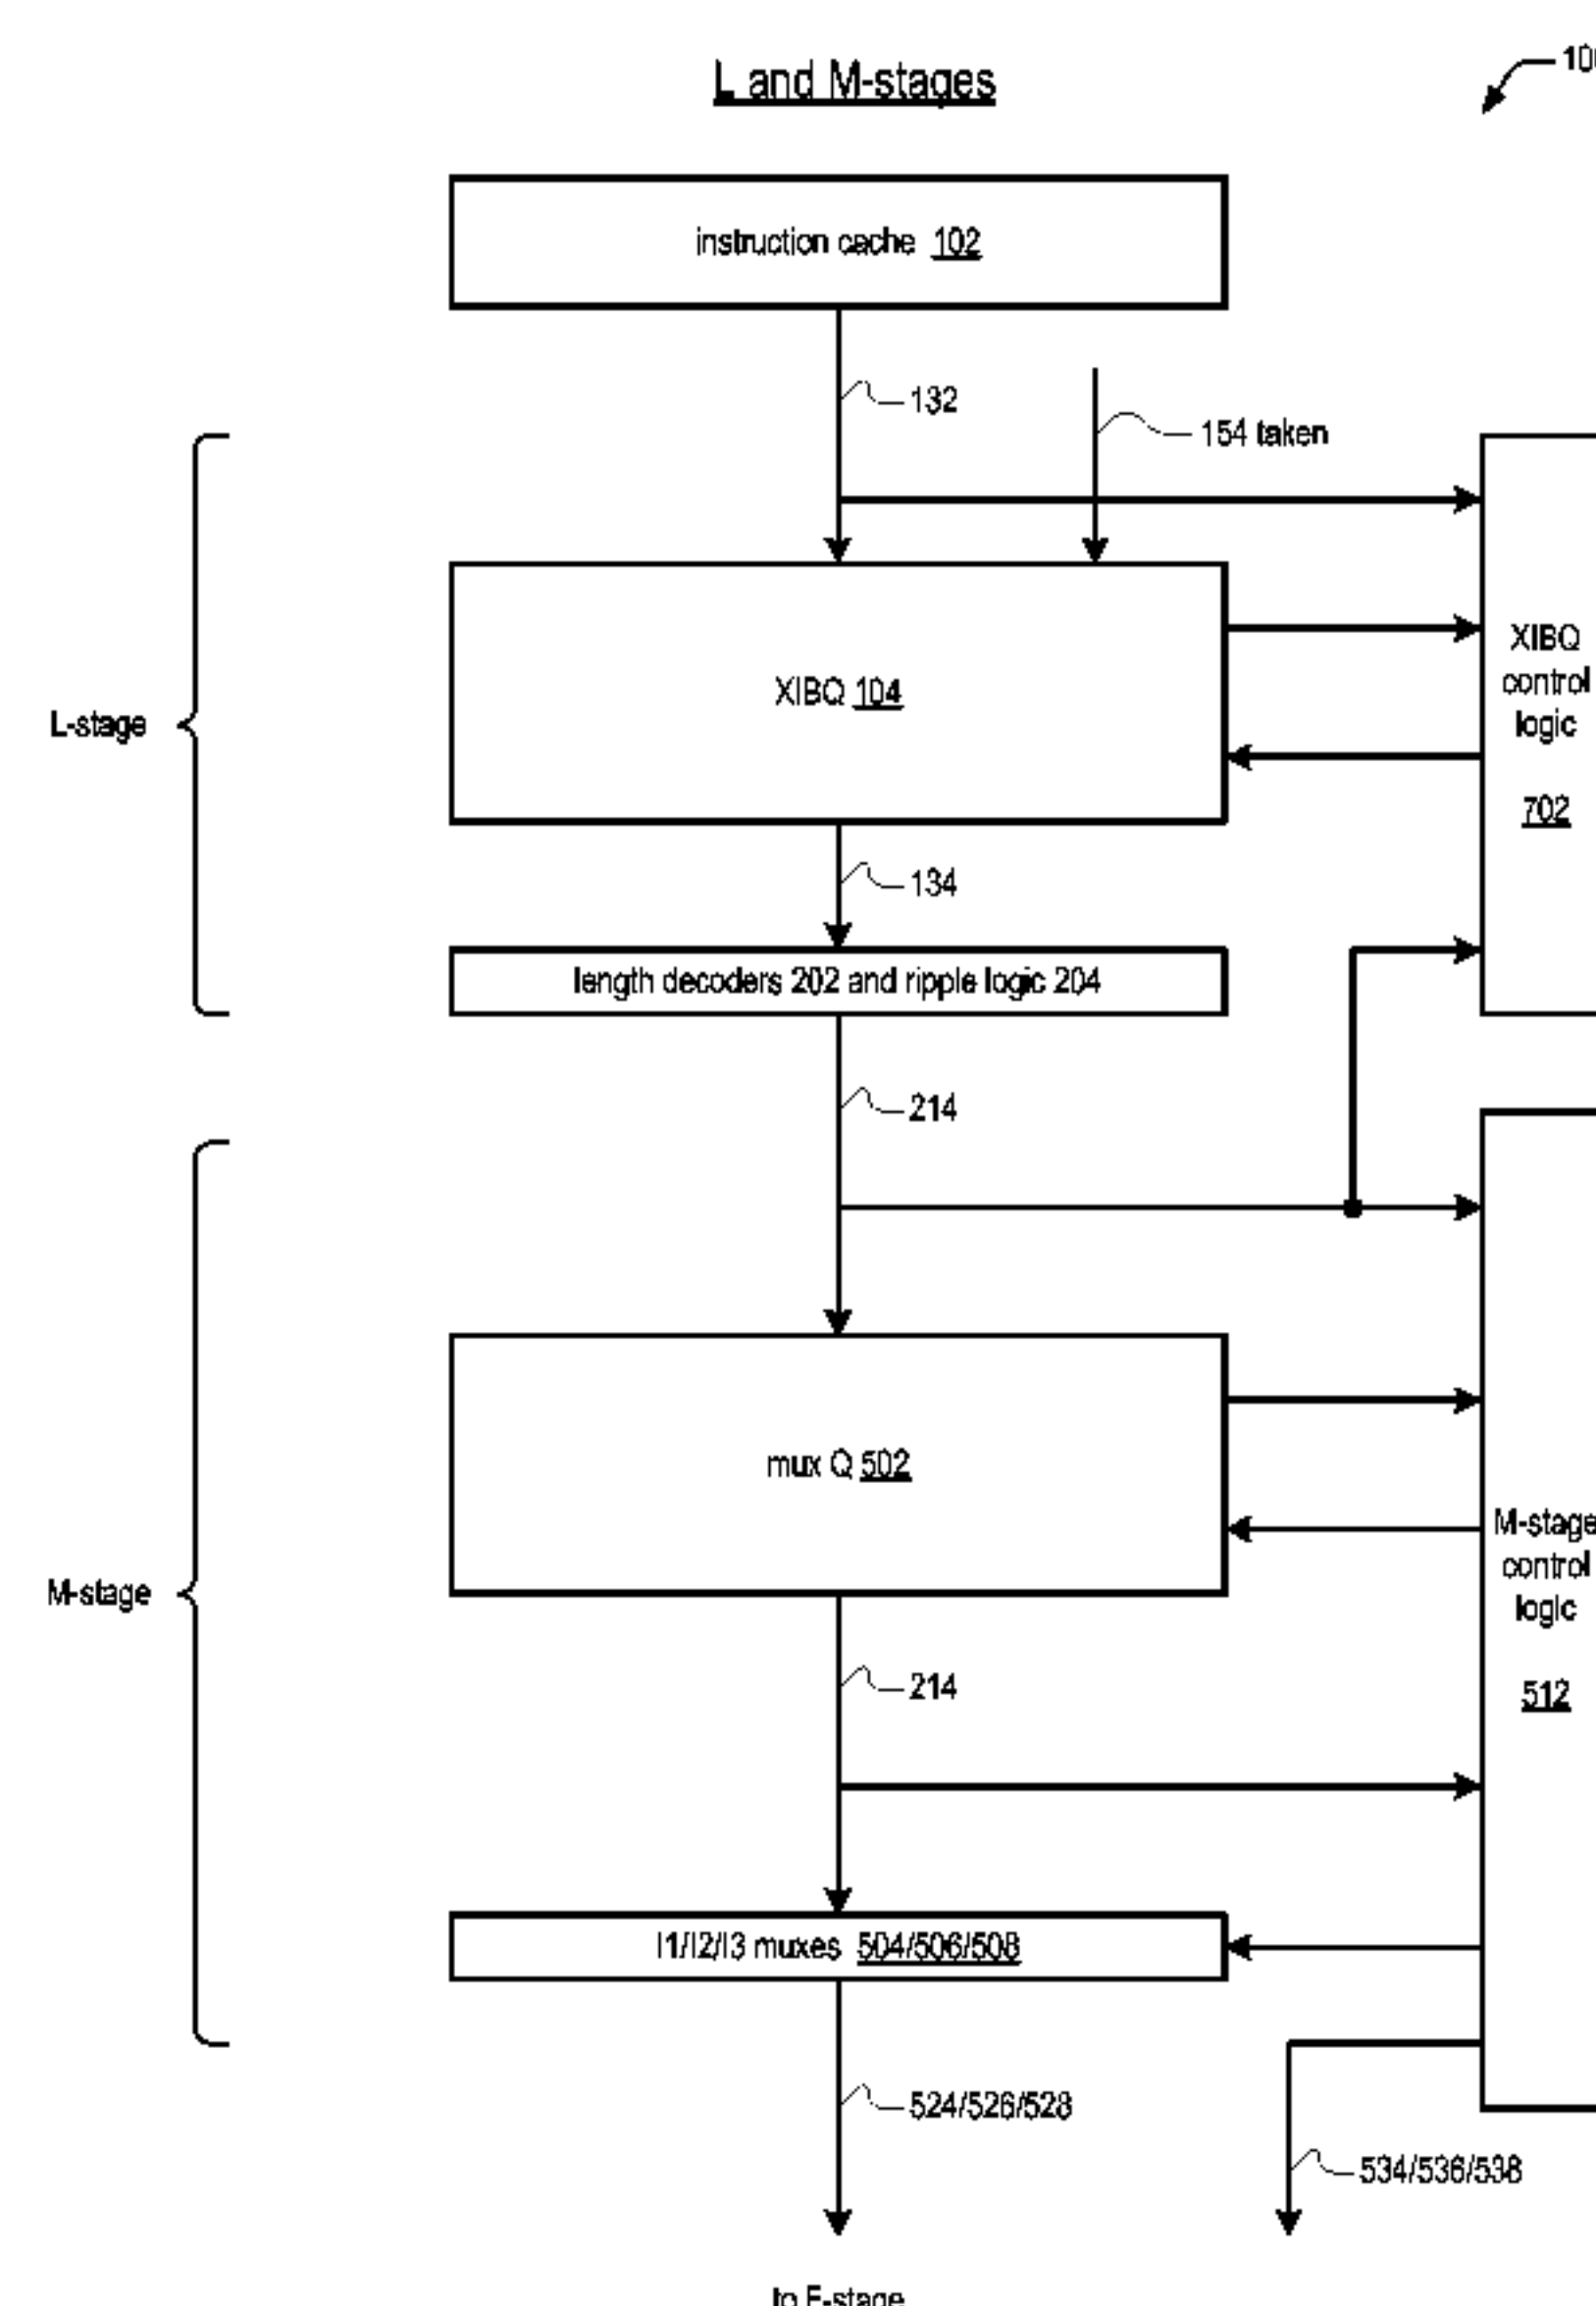 L and M-stages
instruction cache 102
132
154 taken
XIBQ 104
XIBQ
control
logic
702
L-stage
134
length decoders 202 and ripple logic 204
214
mux Q 502
M-stage
control
logic
512
M-stage
214
I1/I2/I3 muxes 504/506/508
524/526/528
534/536/538